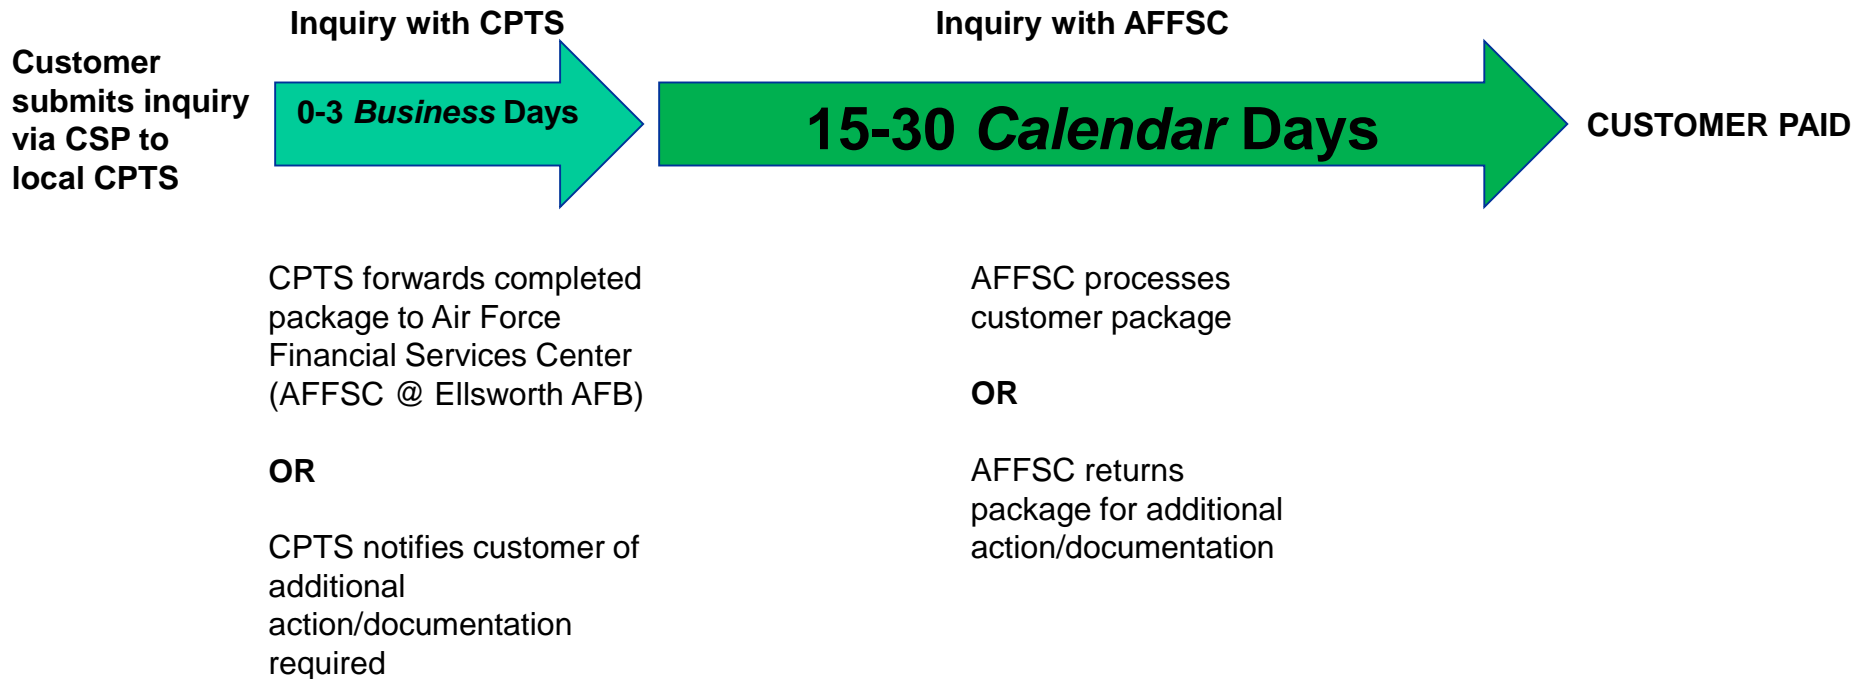 Customer
submits inquiry
via CSP to
local CPTS
Inquiry with CPTS
0-3 Business Days
CPTS forwards completed
package to Air Force
Financial Services Center
(AFFSC @ Ellsworth AFB)
OR
CPTS notifies customer of
additional
action/documentation
required
Inquiry with AFFSC
15-30 Calendar Days
AFFSC processes
customer package
OR
AFFSC returns
package for additional
action/documentation
CUSTOMER PAID